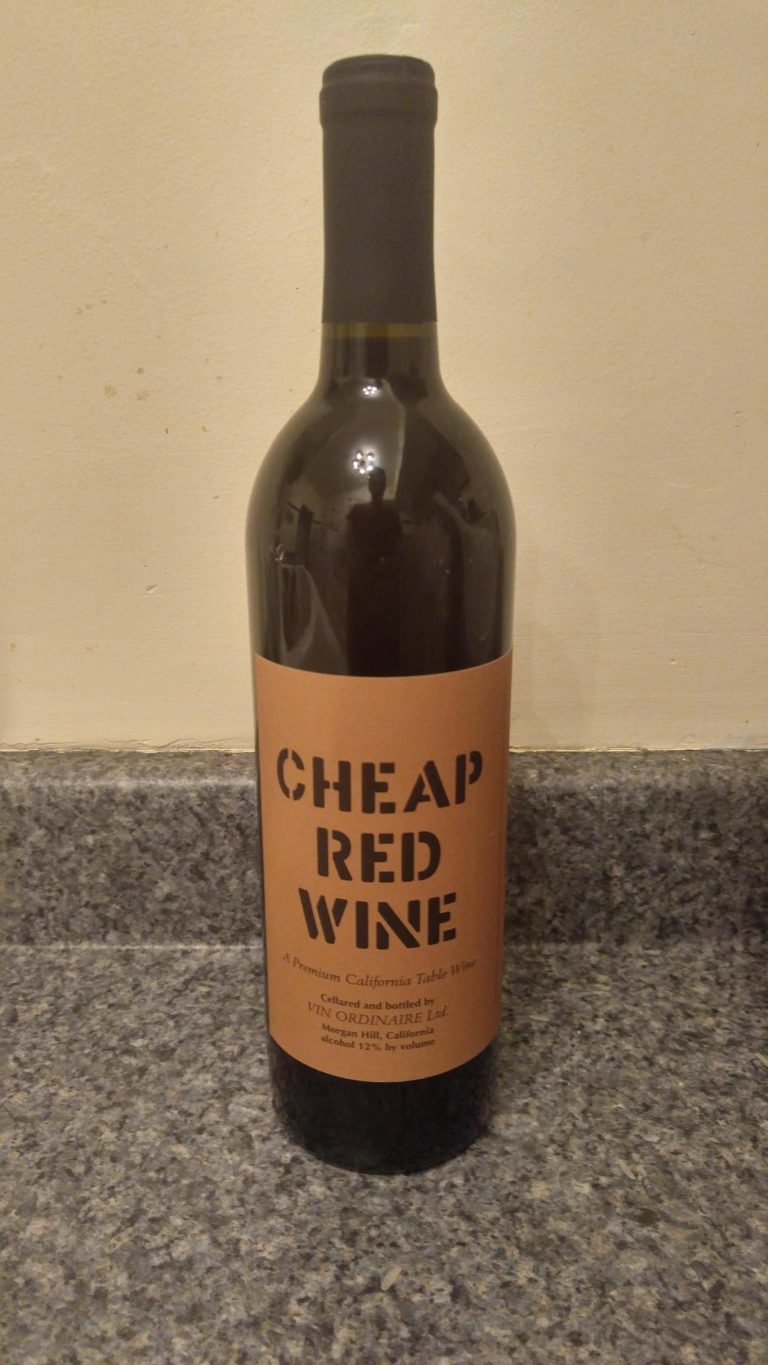 CHEAP
RED
WINE
A Premium California Table Wine
Cellared and bottled by
VIN ORDINAIRE Ltd.
Morgan Hill, California
alcohol 12% by volume